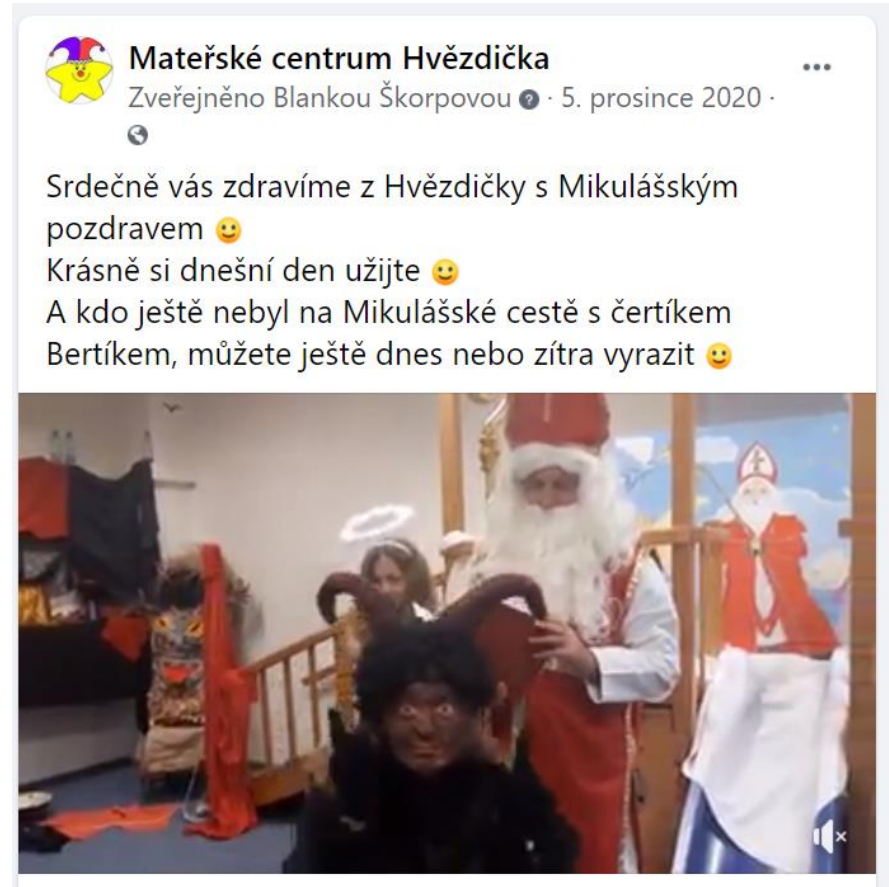 Mateřské centrum Hvězdička
Zveřejněno Blankou Škorpovou · 5. prosince 2020 ·
Srdečně vás zdravíme z Hvězdičky s Mikulášským
pozdravem 🙂
Krásně si dnešní den užijte 🙂
A kdo ještě nebyl na Mikulášské cestě s čertíkem
Bertíkem, můžete ještě dnes nebo zítra vyrazit 🙂